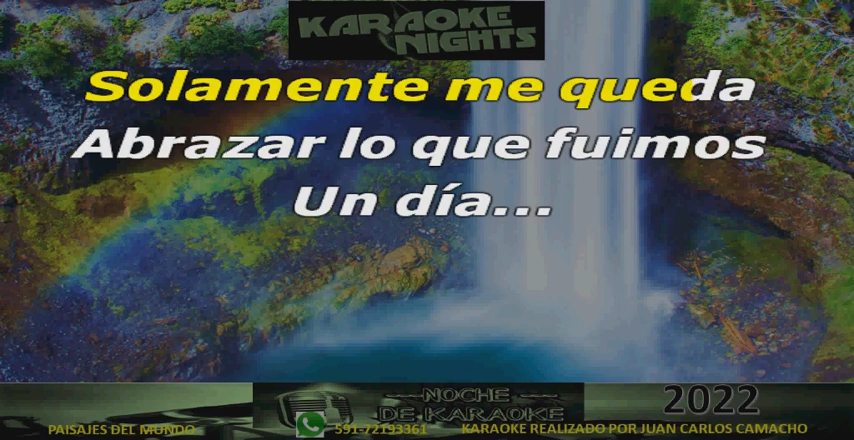 KARAOKE
NIGHTS
Solamente me queda
Abrazar lo que fuimos
Un día...
NOCHE
DE KARAOKE
2022
PAISAJES DEL MUNDO
591-72193361
KARAOKE REALIZADO POR JUAN CARLOS CAMACHO